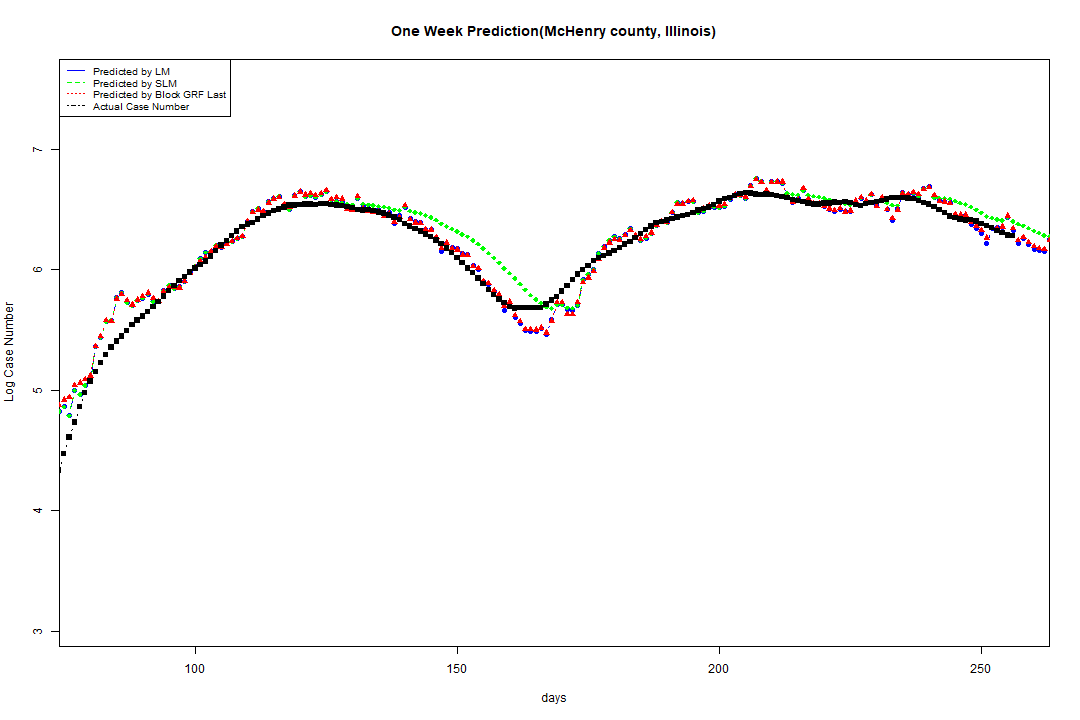 One Week Prediction(McHenry county, Illinois)
Predicted by LM
Predicted by SLM
Predicted by Block GRF Last
Actual Case Number
7
6
5
4
3
Log Case Number
100 150 200 250
days